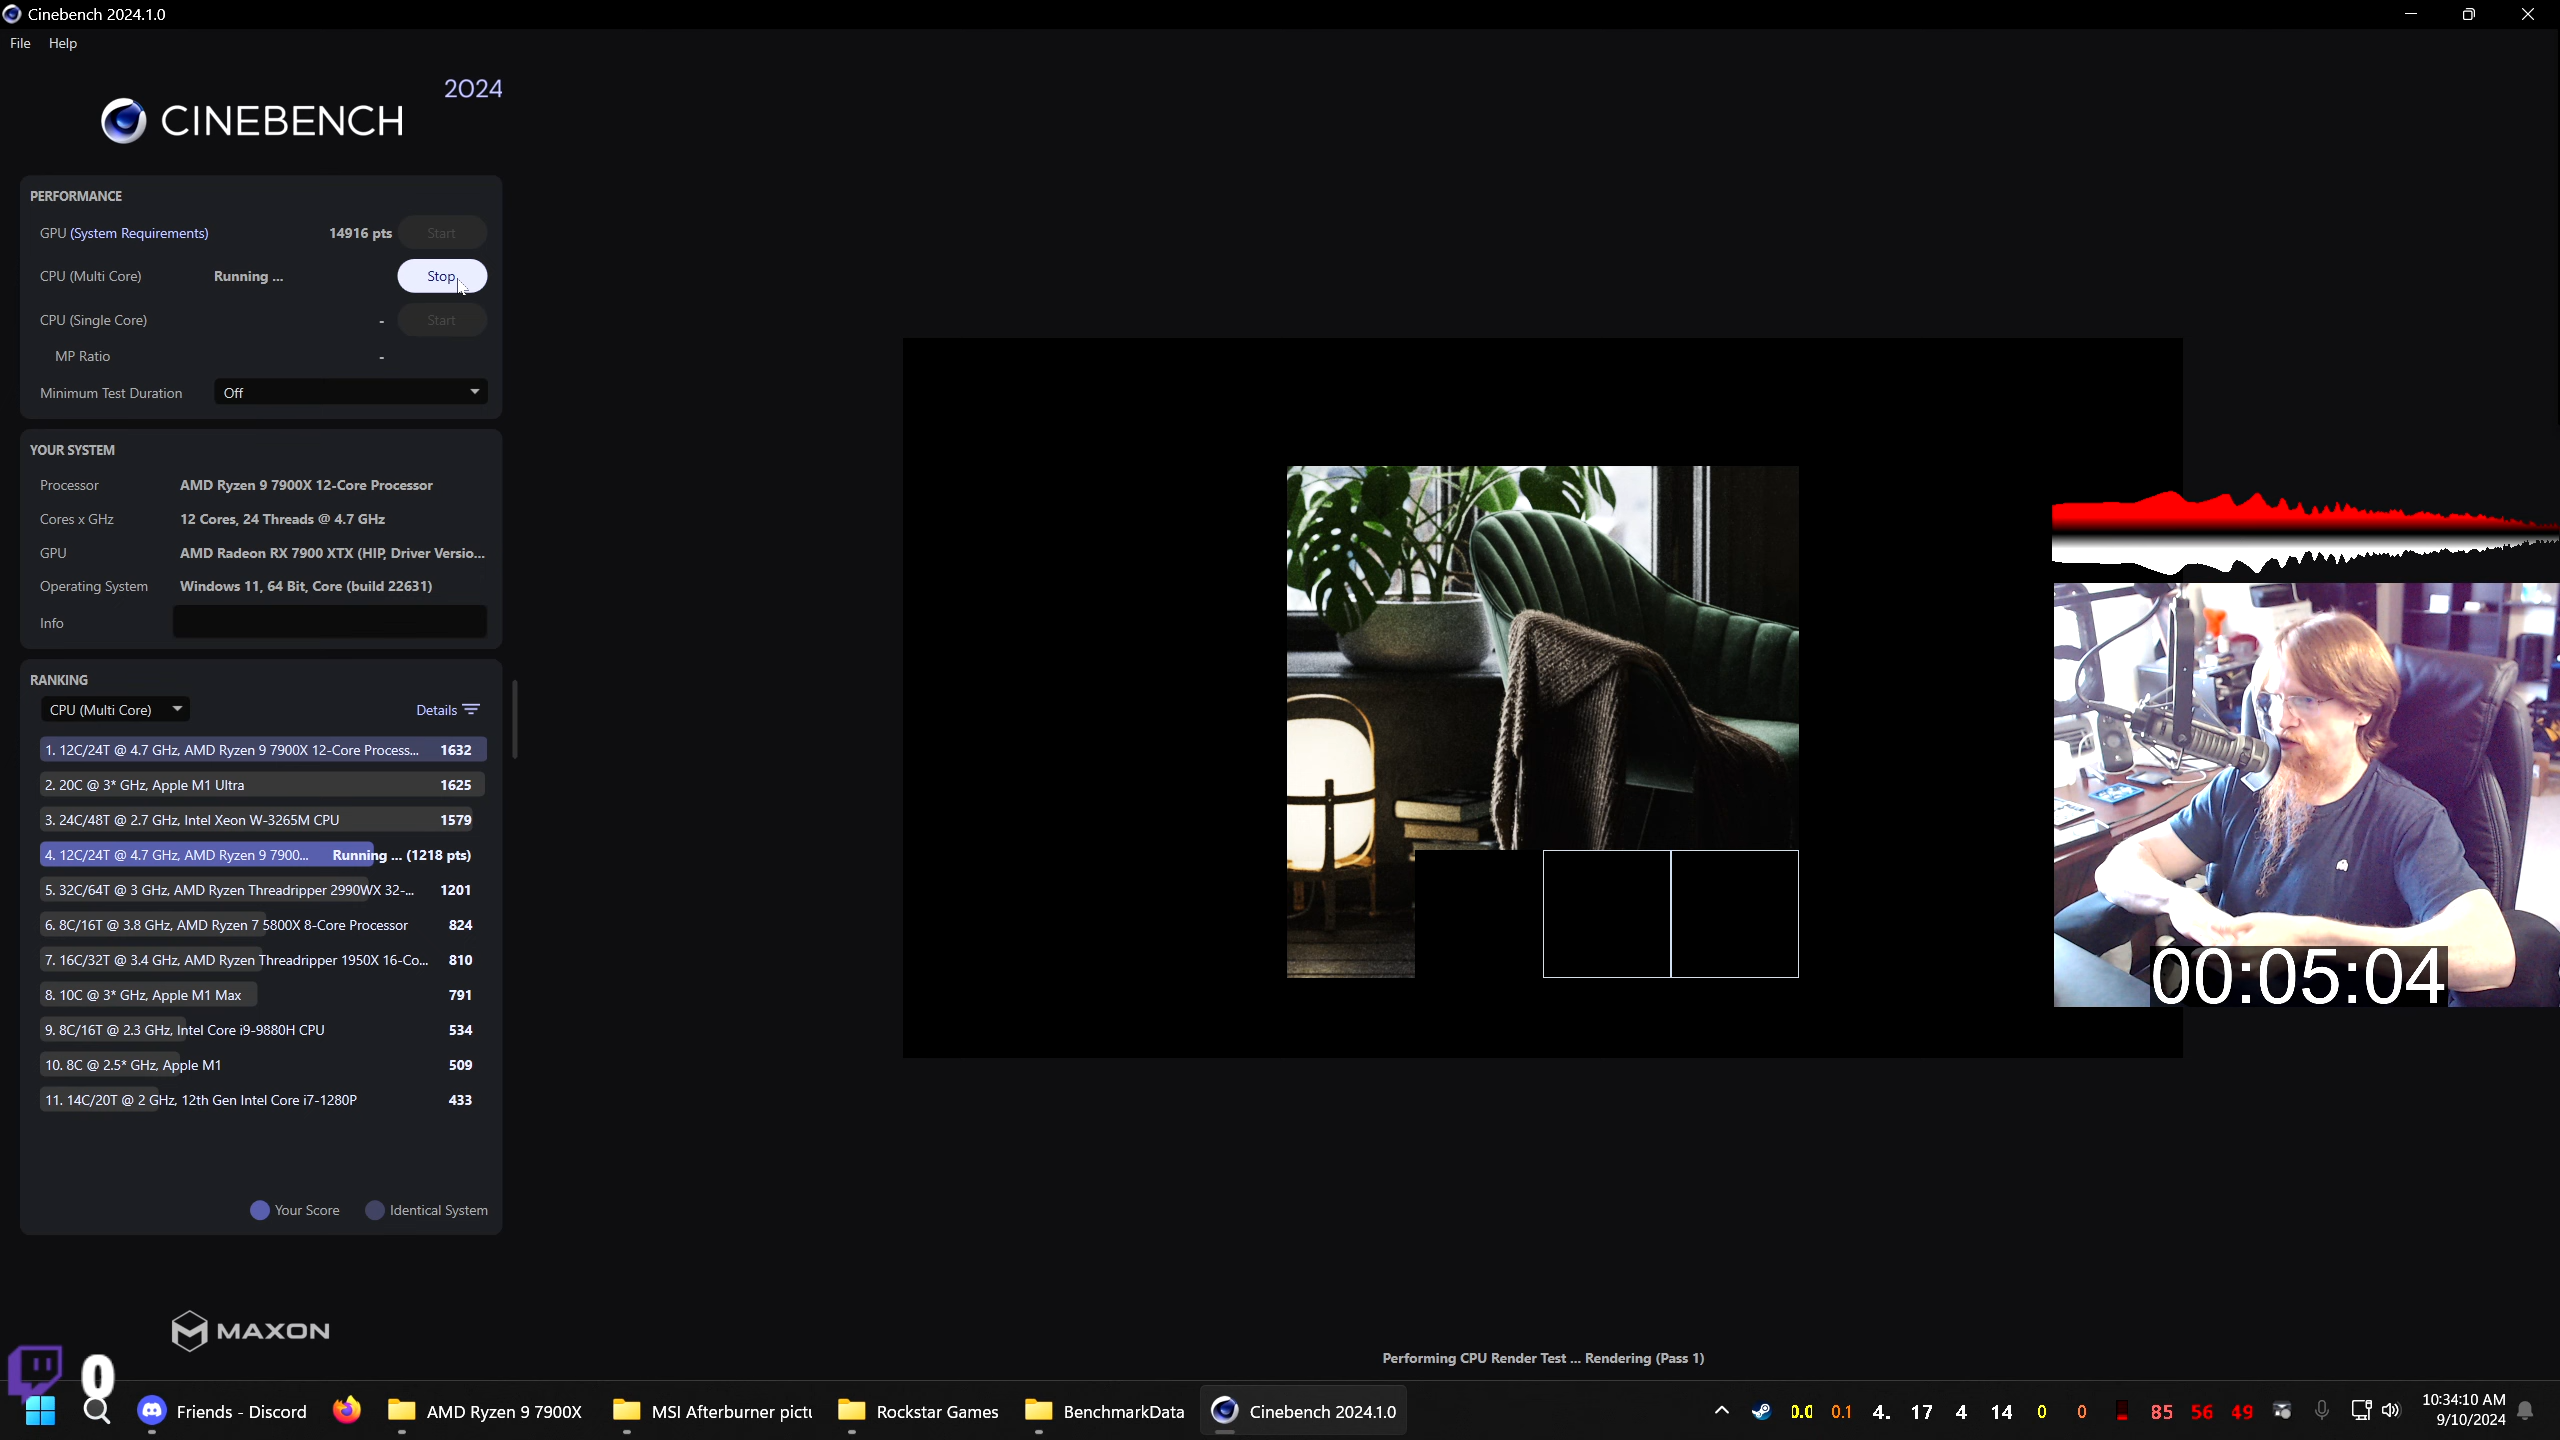 Cinebench 2024.1.0
File Help
2024
CINEBENCH
PERFORMANCE
GPU (System Requirements) 14916 pts Start
CPU (Multi Core) Running ... Stop
CPU (Single Core) - Start
MP Ratio -
Minimum Test Duration Off
YOUR SYSTEM
Processor AMD Ryzen 9 7900X 12-Core Processor
Cores x GHz 12 Cores, 24 Threads @ 4.7 GHz
GPU AMD Radeon RX 7900 XTX (HIP, Driver Versio...
Operating System Windows 11, 64 Bit, Core (build 22631)
Info
RANKING
CPU (Multi Core) Details
1. 12C/24T @ 4.7 GHz, AMD Ryzen 9 7900X 12-Core Process... 1632
2. 20C @ 3* GHz, Apple M1 Ultra 1625
3. 24C/48T @ 2.7 GHz, Intel Xeon W-3265M CPU 1579
4. 12C/24T @ 4.7 GHz, AMD Ryzen 9 7900... Running ... (1218 pts)
5. 32C/64T @ 3 GHz, AMD Ryzen Threadripper 2990WX 32-... 1201
6. 8C/16T @ 3.8 GHz, AMD Ryzen 7 5800X 8-Core Processor 824
7. 16C/32T @ 3.4 GHz, AMD Ryzen Threadripper 1950X 16-Co... 810
8. 10C @ 3* GHz, Apple M1 Max 791
9. 8C/16T @ 2.3 GHz, Intel Core i9-9880H CPU 534
10. 8C @ 2.5* GHz, Apple M1 509
11. 14C/20T @ 2 GHz, 12th Gen Intel Core i7-1280P 433
Your Score Identical System
00:05:04
MAXON
Performing CPU Render Test ... Rendering (Pass 1)
0
Friends - Discord AMD Ryzen 9 7900X MSI Afterburner pictu Rockstar Games BenchmarkData Cinebench 2024.1.0
0.0 0.1 4. 17 4 14 0 0 85 56 49
10:34:10 AM
9/10/2024